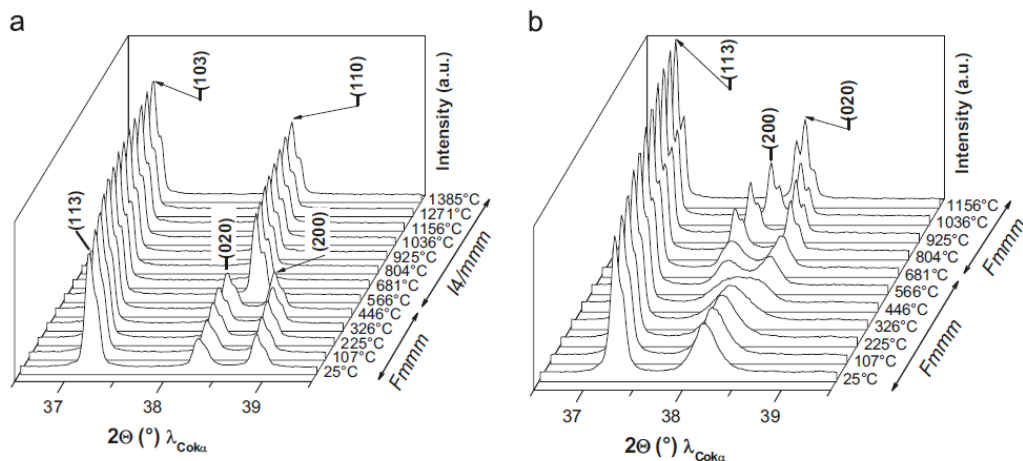 a
(103)
(110)
(113)
(020)
(200)
Intensity (a.u.)
1385°C
1271°C
1156°C
1036°C
925°C
804°C
681°C
566°C
446°C
326°C
225°C
107°C
25°C
I4/mmm
Fmmm
37 38 39
2Θ (°) λCokα
b
(113)
(200)
(020)
Intensity (a.u.)
1156°C
1036°C
925°C
804°C
681°C
566°C
446°C
326°C
225°C
107°C
25°C
Fmmm
Fmmm
37 38 39
2Θ (°) λCokα